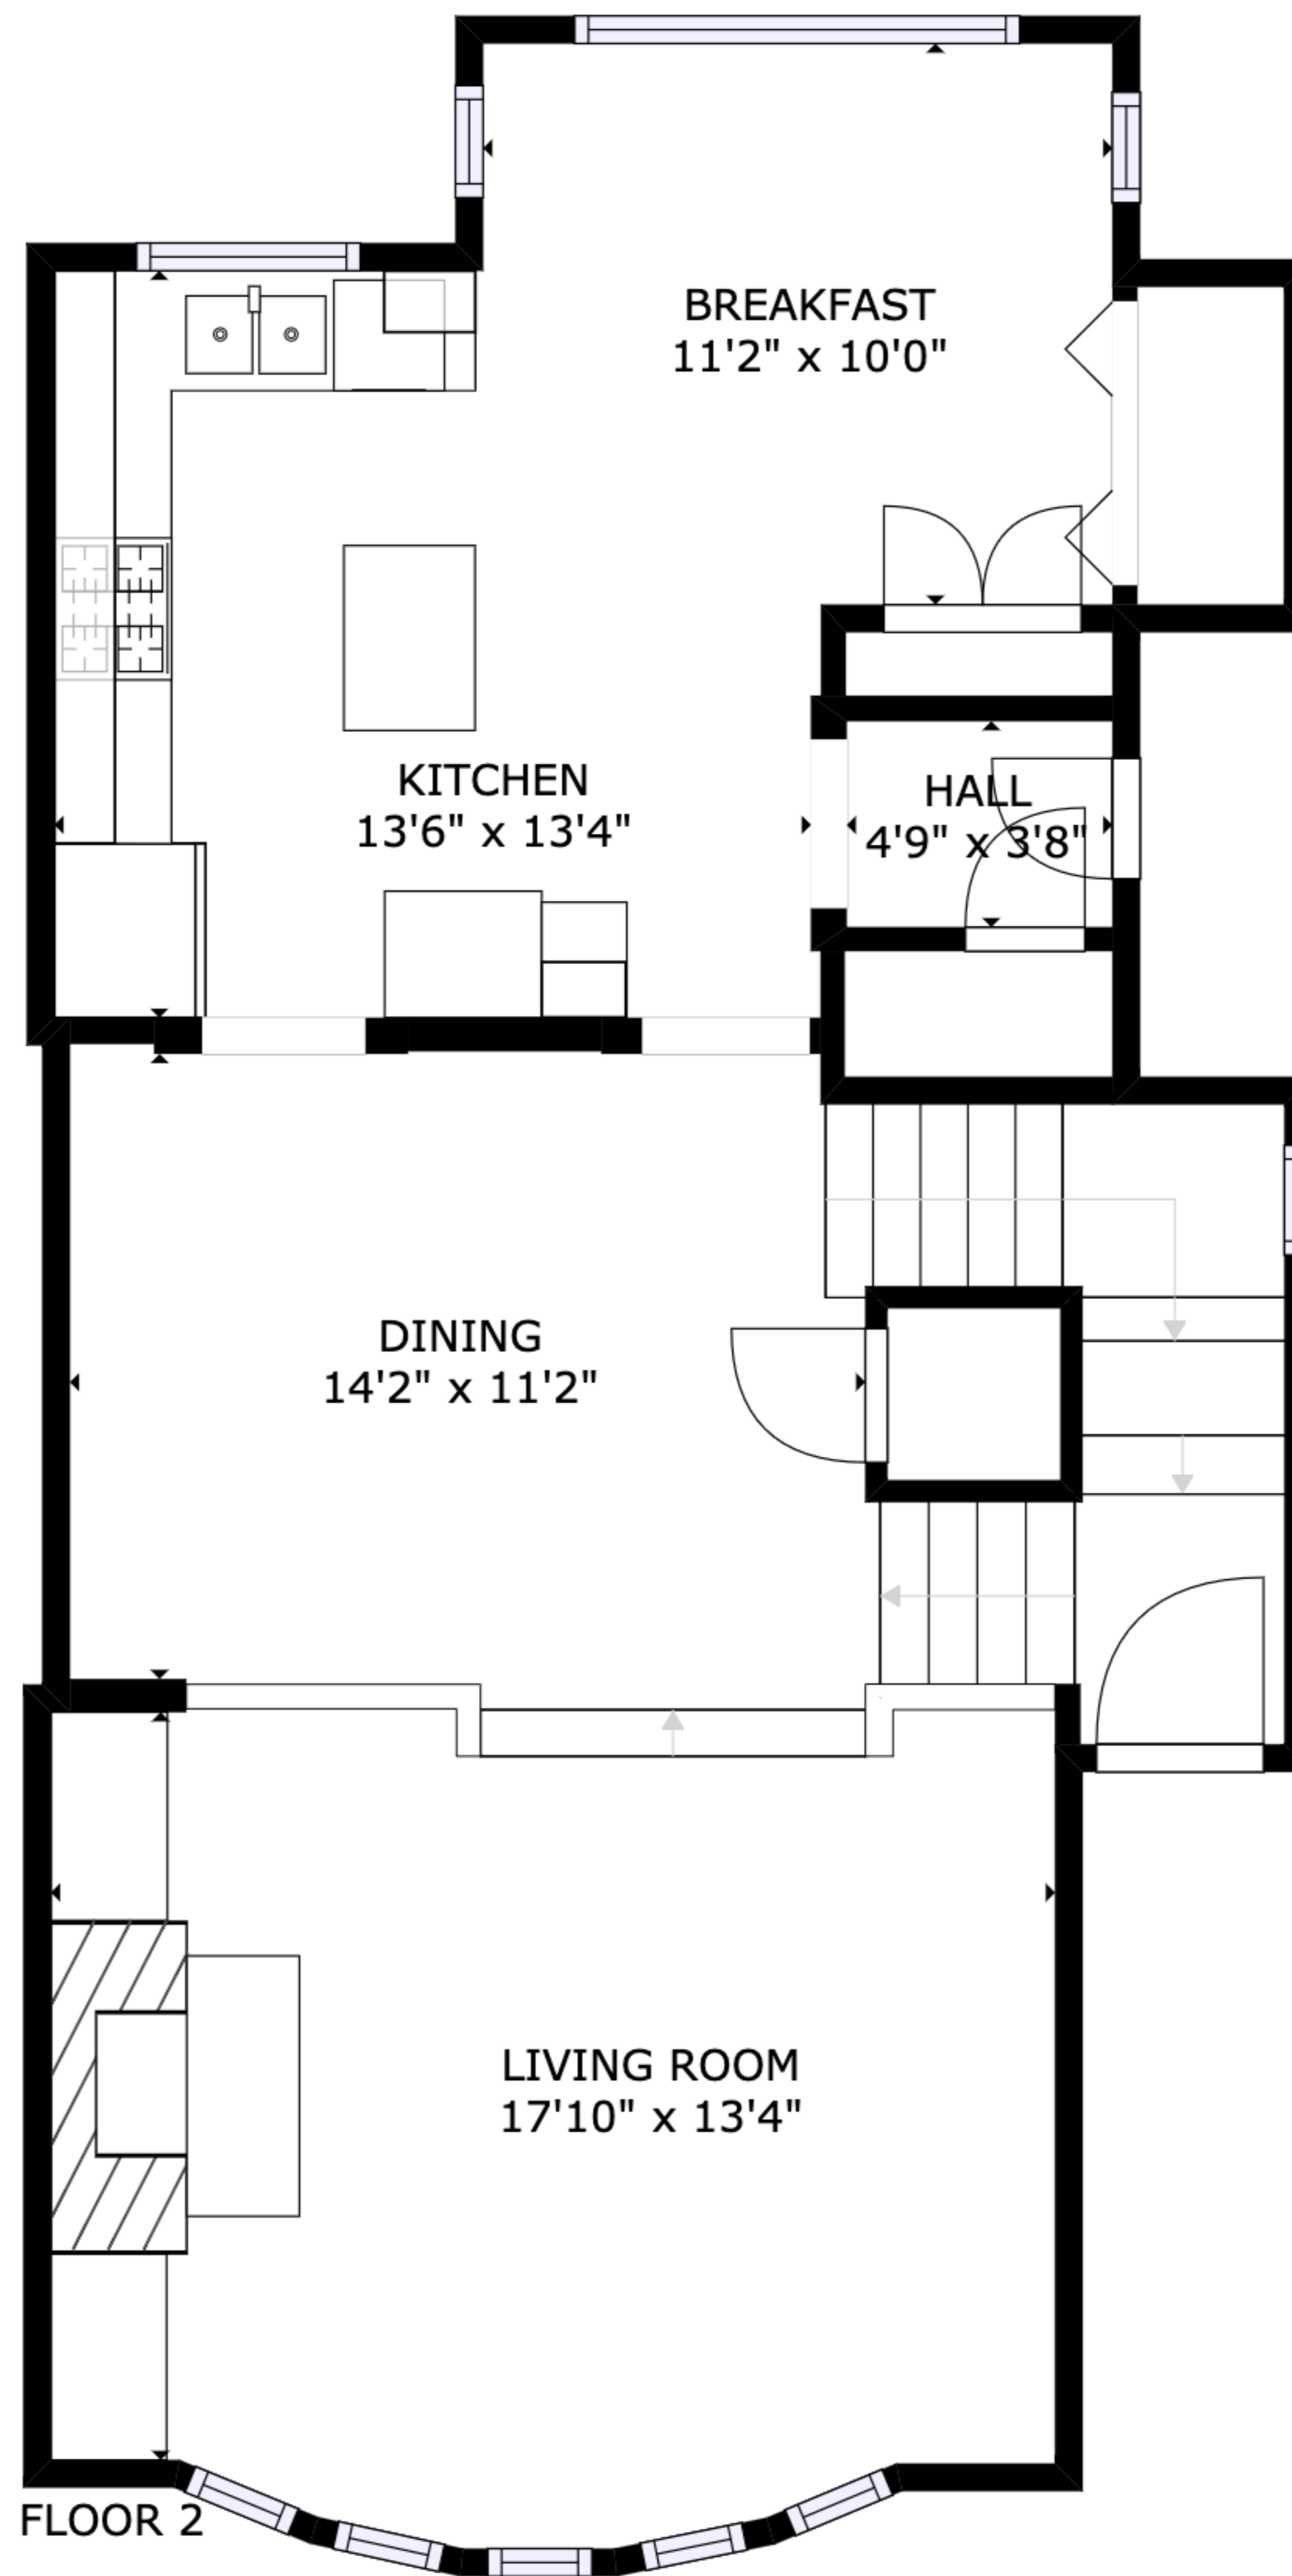 BREAKFAST
11'2" x 10'0"
KITCHEN
13'6" x 13'4"
HALL
4'9" x 3'8"
DINING
14'2" x 11'2"
LIVING ROOM
17'10" x 13'4"
FLOOR 2